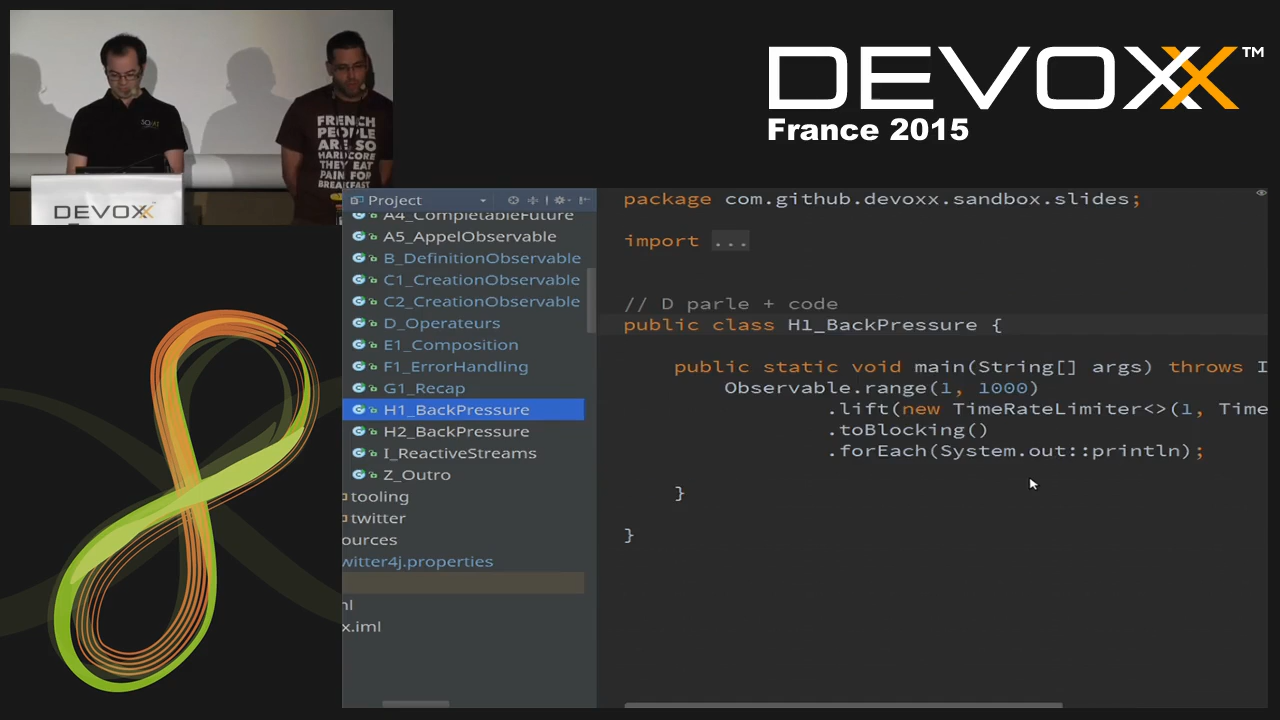 DEVOXX™
France 2015
SO AT
FRENCH
PEOPLE
ARE SO
HARDCORE
THEY EAT
PAIN FOR
BREAKFAST
DEVOXX
Project
A4_CompletableFuture
A5_AppelObservable
B_DefinitionObservable
C1_CreationObservable
C2_CreationObservable
D_Operateurs
E1_Composition
F1_ErrorHandling
G1_Recap
H1_BackPressure
H2_BackPressure
I_ReactiveStreams
Z_Outro
tooling
twitter
ources
witter4j.properties
nl
x.iml
package com.github.devoxx.sandbox.slides;
import ...
// D parle + code
public class H1_BackPressure {
public static void main(String[] args) throws I
Observable.range(1, 1000)
.lift(new TimeRateLimiter<>(1, Time
.toBlocking()
.forEach(System.out::println);
}
}